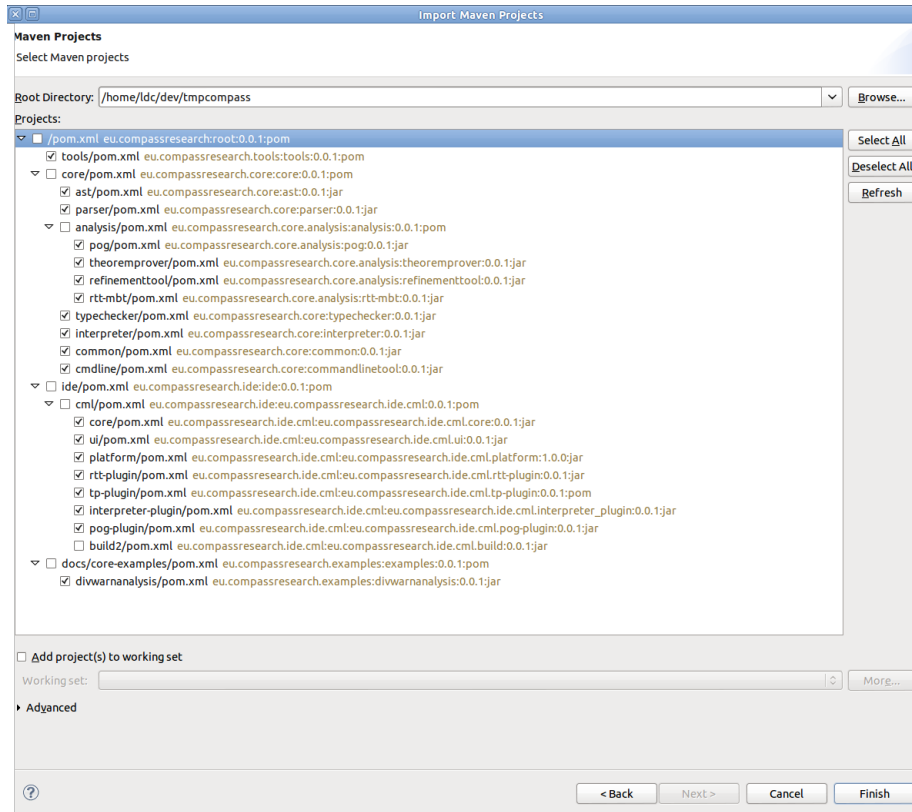 Import Maven Projects
Maven Projects
Select Maven projects
Root Directory: /home/ldc/dev/tmpcompass Browse...
Projects:
/pom.xml eu.compassresearch:root:0.0.1:pom Select All
tools/pom.xml eu.compassresearch.tools:tools:0.0.1:pom
Deselect All
core/pom.xml eu.compassresearch.core:core:0.0.1:pom
ast/pom.xml eu.compassresearch.core:ast:0.0.1:jar Refresh
parser/pom.xml eu.compassresearch.core:parser:0.0.1:jar
analysis/pom.xml eu.compassresearch.core.analysis:analysis:0.0.1:pom
pog/pom.xml eu.compassresearch.core.analysis:pog:0.0.1:jar
theoremprover/pom.xml eu.compassresearch.core.analysis:theoremprover:0.0.1:jar
refinementtool/pom.xml eu.compassresearch.core.analysis:refinementtool:0.0.1:jar
rtt-mbt/pom.xml eu.compassresearch.core.analysis:rtt-mbt:0.0.1:jar
typechecker/pom.xml eu.compassresearch.core:typechecker:0.0.1:jar
interpreter/pom.xml eu.compassresearch.core:interpreter:0.0.1:jar
common/pom.xml eu.compassresearch.core:common:0.0.1:jar
cmdline/pom.xml eu.compassresearch.core:commandlinetool:0.0.1:jar
ide/pom.xml eu.compassresearch.ide:ide:0.0.1:pom
cml/pom.xml eu.compassresearch.ide:eu.compassresearch.ide.cml:0.0.1:pom
core/pom.xml eu.compassresearch.ide.cml:eu.compassresearch.ide.cml.core:0.0.1:jar
ui/pom.xml eu.compassresearch.ide.cml:eu.compassresearch.ide.cml.ui:0.0.1:jar
platform/pom.xml eu.compassresearch.ide.cml:eu.compassresearch.ide.cml.platform:1.0.0:jar
rtt-plugin/pom.xml eu.compassresearch.ide.cml:eu.compassresearch.ide.cml.rtt-plugin:0.0.1:jar
tp-plugin/pom.xml eu.compassresearch.ide.cml:eu.compassresearch.ide.cml.tp-plugin:0.0.1:pom
interpreter-plugin/pom.xml eu.compassresearch.ide.cml:eu.compassresearch.ide.cml.interpreter_plugin:0.0.1:jar
pog-plugin/pom.xml eu.compassresearch.ide.cml:eu.compassresearch.ide.cml.pog-plugin:0.0.1:jar
build2/pom.xml eu.compassresearch.ide.cml:eu.compassresearch.ide.cml.build:0.0.1:jar
docs/core-examples/pom.xml eu.compassresearch.examples:examples:0.0.1:pom
divwarnanalysis/pom.xml eu.compassresearch.examples:divwarnanalysis:0.0.1:jar
Add project(s) to working set
Working set: More...
Advanced
? < Back Next > Cancel Finish